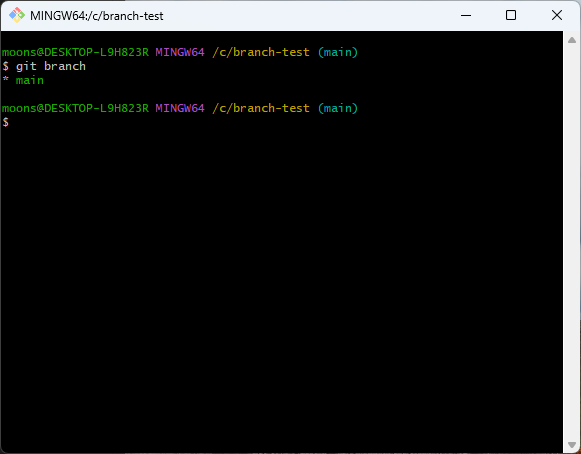 MINGW64:/c/branch-test
moons@DESKTOP-L9H823R MINGW64 /c/branch-test (main)
$ git branch
* main
moons@DESKTOP-L9H823R MINGW64 /c/branch-test (main)
$